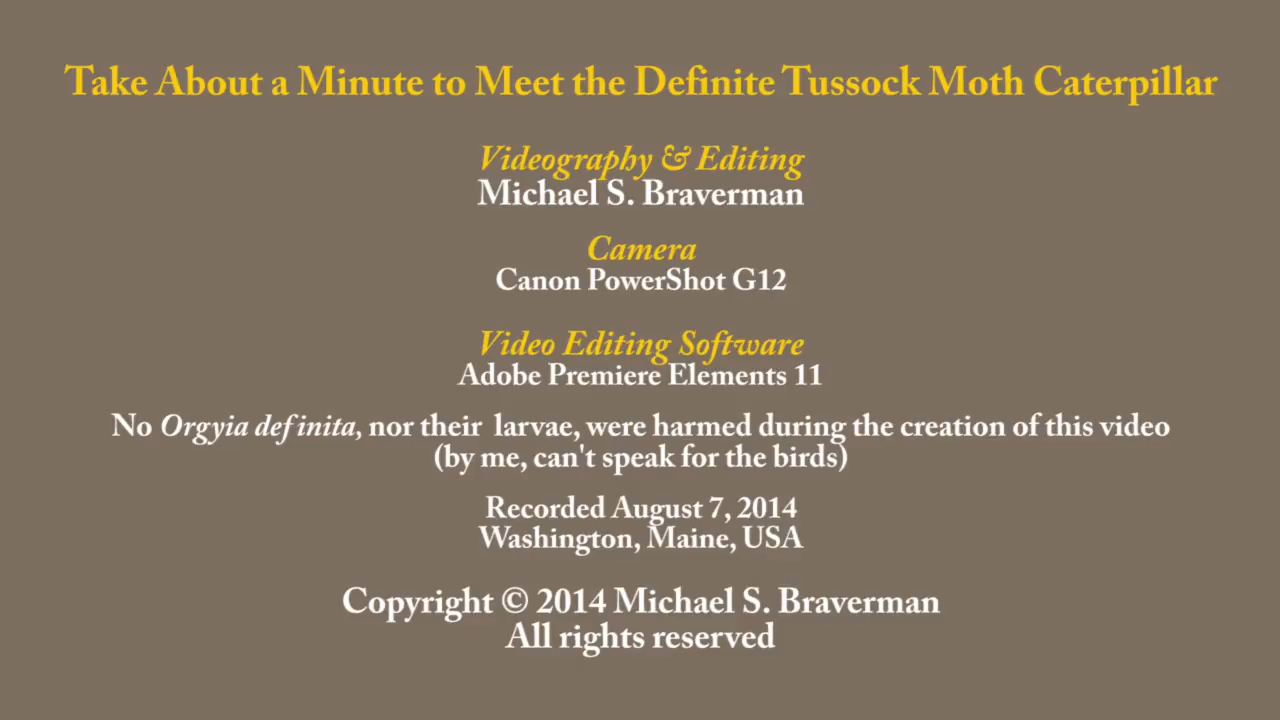 Take About a Minute to Meet the Definite Tussock Moth Caterpillar
Videography & Editing
Michael S. Braverman
Camera
Canon PowerShot G12
Video Editing Software
Adobe Premiere Elements 11
No Orgyia definita, nor their larvae, were harmed during the creation of this video
(by me, can't speak for the birds)
Recorded August 7, 2014
Washington, Maine, USA
Copyright © 2014 Michael S. Braverman
All rights reserved